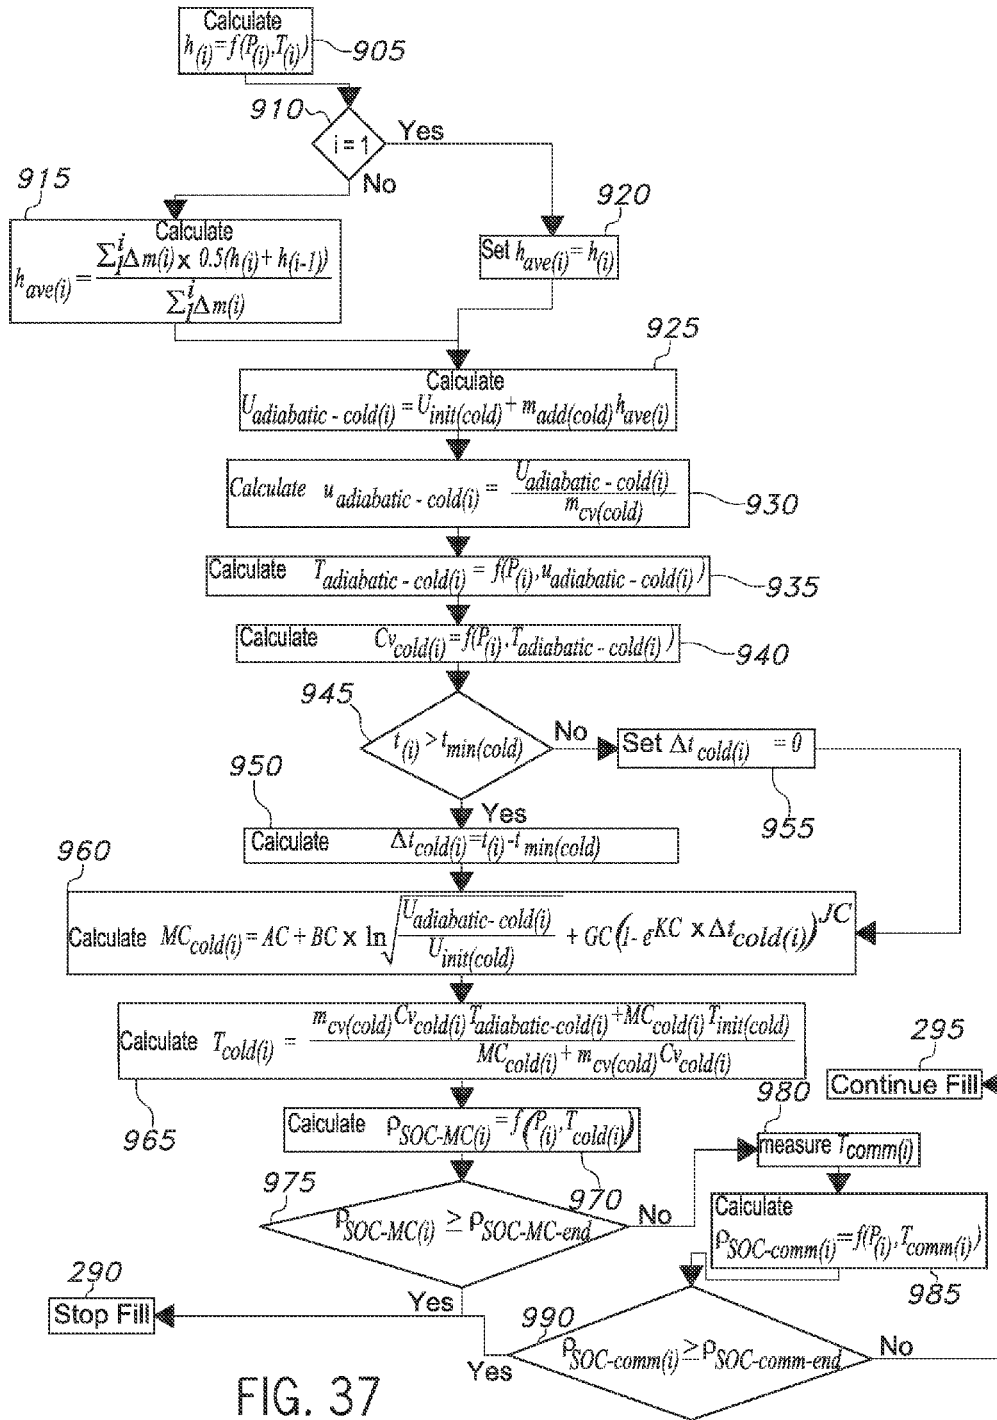 Calculate
h(i)=f(P(i),T(i))
905
910
i = 1
Yes
No
915
Calculate
h_ave(i) = ∑₁ⁱ Δm(i) x 0.5(h(i)+ h(i-1)) / ∑₁ⁱ Δm(i)
920
Set h_ave(i)= h(i)
925
Calculate
U_adiabatic - cold(i) = U_init(cold) + m_add(cold) h_ave(i)
Calculate u_adiabatic - cold(i) = U_adiabatic - cold(i) / m_cv(cold)
930
Calculate T_adiabatic - cold(i) = f(P(i), u_adiabatic - cold(i))
935
Calculate Cv_cold(i) = f(P(i), T_adiabatic - cold(i))
940
945
t(i) > t_min(cold)
No
Set Δt_cold(i) = 0
955
Yes
950
Calculate Δt_cold(i) = t(i) - t_min(cold)
960
Calculate MC_cold(i) = AC + BC x ln√(U_adiabatic-cold(i) / U_init(cold)) + GC(1- e^KC x Δt_cold(i))^JC
Calculate T_cold(i) = m_cv(cold) Cv_cold(i) T_adiabatic-cold(i) + MC_cold(i) T_init(cold) / MC_cold(i) + m_cv(cold) Cv_cold(i)
965
295
Continue Fill
Calculate ρ_SOC-MC(i) = f(P(i), T_cold(i))
970
980
measure T_comm(i)
975
ρ_SOC-MC(i) ≥ ρ_SOC-MC-end
No
Yes
Calculate
ρ_SOC-comm(i) = f(P(i), T_comm(i))
985
290
Stop Fill
990
ρ_SOC-comm(i) ≥ ρ_SOC-comm-end
Yes
No
FIG. 37